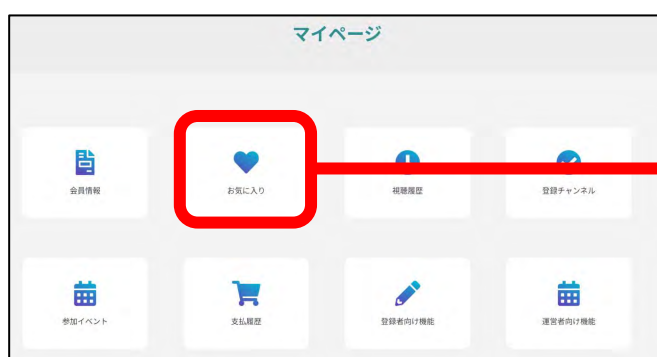 マイページ
会員情報
お気に入り
視聴履歴
登録チャンネル
参加イベント
支払履歴
登録者向け機能
運営者向け機能